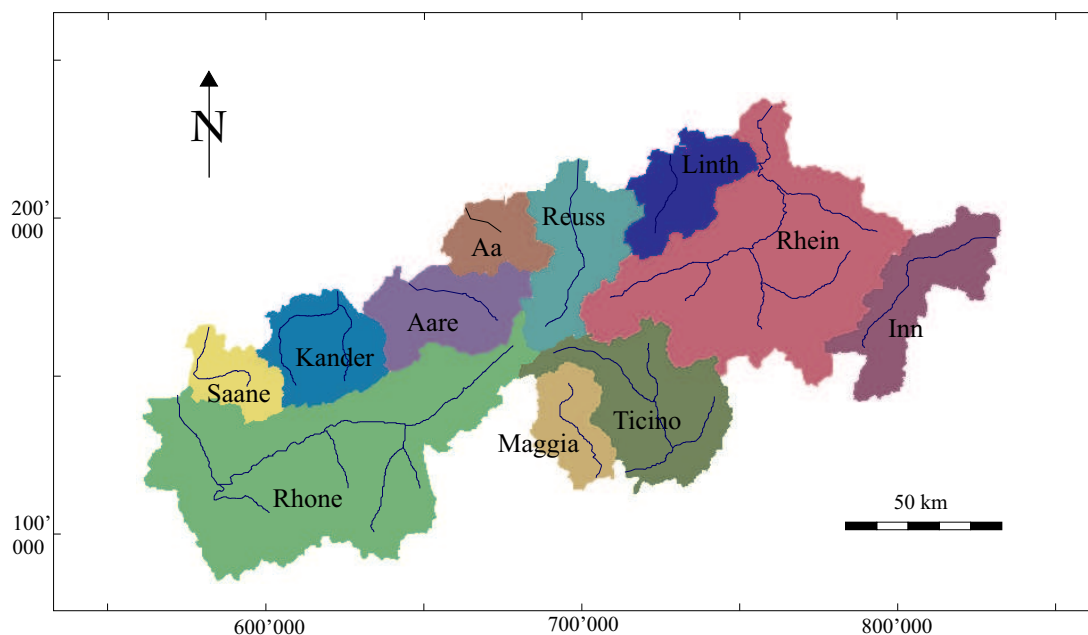 N
Linth
200’
000
Reuss
Aa
Rhein
Aare
Inn
Kander
Saane
Ticino
Maggia
Rhone
50 km
100’
000
600’000
700’000
800’000